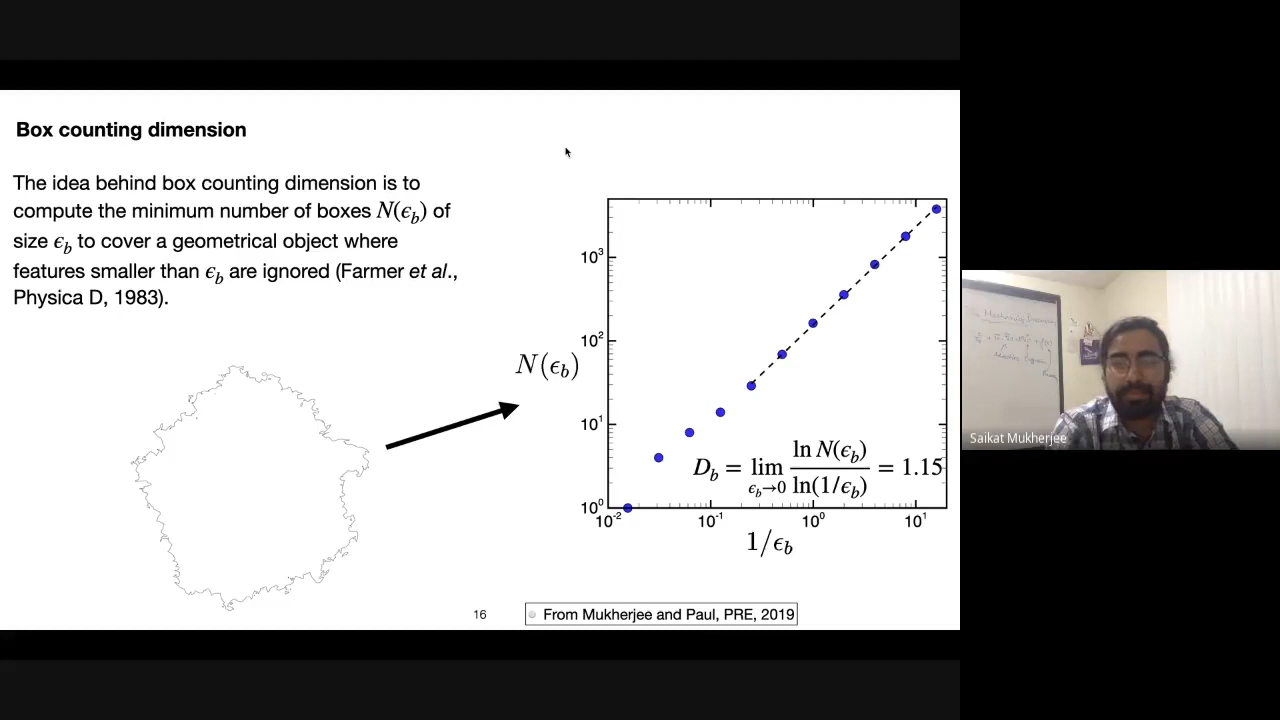 Box counting dimension
The idea behind box counting dimension is to
compute the minimum number of boxes N(ϵ_b) of
size ϵ_b to cover a geometrical object where
features smaller than ϵ_b are ignored (Farmer et al.,
Physica D, 1983).
N(ϵ_b)
10^3
10^2
10^1
10^0
10^-2 10^-1 10^0 10^1
D_b = lim_{ϵ_b→0} ln N(ϵ_b) / ln(1/ϵ_b) = 1.15
1/ϵ_b
16
From Mukherjee and Paul, PRE, 2019
Saikat Mukherjee